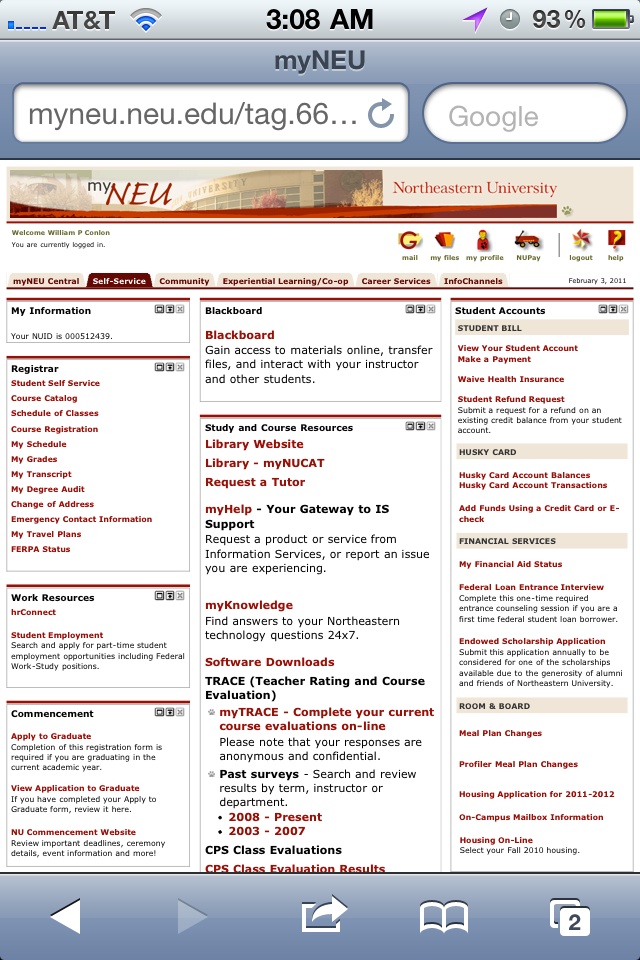 AT&T 3:08 AM 93%
myNEU
myneu.neu.edu/tag.66... Google
my NEU UNIVERSITY Northeastern University
Welcome William P Conlon
You are currently logged in.
mail my files my profile NUPay logout help
myNEU Central Self-Service Community Experiential Learning/Co-op Career Services InfoChannels February 3, 2011
My Information
Your NUID is 000512439.
Registrar
Student Self Service
Course Catalog
Schedule of Classes
Course Registration
My Schedule
My Grades
My Transcript
My Degree Audit
Change of Address
Emergency Contact Information
My Travel Plans
FERPA Status
Work Resources
hrConnect
Student Employment
Search and apply for part-time student
employment opportunities including Federal
Work-Study positions.
Commencement
Apply to Graduate
Completion of this registration form is
required if you are graduating in the
current academic year.
View Application to Graduate
If you have completed your Apply to
Graduate form, review it here.
NU Commencement Website
Review important deadlines, ceremony
details, event information and more!
Blackboard
Blackboard
Gain access to materials online, transfer
files, and interact with your instructor
and other students.
Study and Course Resources
Library Website
Library - myNUCAT
Request a Tutor
myHelp - Your Gateway to IS
Support
Request a product or service from
Information Services, or report an issue
you are experiencing.
myKnowledge
Find answers to your Northeastern
technology questions 24x7.
Software Downloads
TRACE (Teacher Rating and Course
Evaluation)
myTRACE - Complete your current
course evaluations on-line
Please note that your responses are
anonymous and confidential.
Past surveys - Search and review
results by term, instructor or
department.
2008 - Present
2003 - 2007
CPS Class Evaluations
CPS Class Evaluation Results
Student Accounts
STUDENT BILL
View Your Student Account
Make a Payment
Waive Health Insurance
Student Refund Request
Submit a request for a refund on an
existing credit balance from your student
account.
HUSKY CARD
Husky Card Account Balances
Husky Card Account Transactions
Add Funds Using a Credit Card or E-
check
FINANCIAL SERVICES
My Financial Aid Status
Federal Loan Entrance Interview
Complete this one-time required
entrance counseling session if you are a
first time federal student loan borrower.
Endowed Scholarship Application
Submit this application annually to be
considered for one of the scholarships
available due to the generosity of alumni
and friends of Northeastern University.
ROOM & BOARD
Meal Plan Changes
Profiler Meal Plan Changes
Housing Application for 2011-2012
On-Campus Mailbox Information
Housing On-Line
Select your Fall 2010 housing.
2